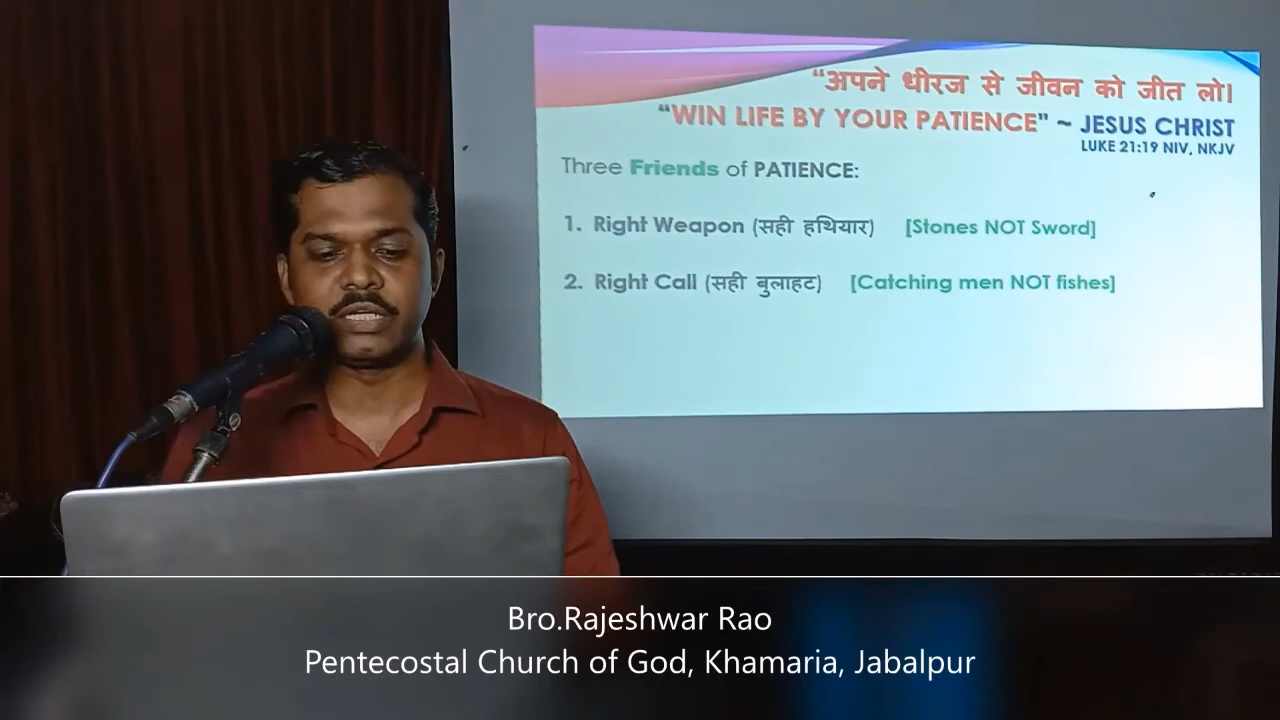 “अपने धीरज से जीवन को जीत लो।
“WIN LIFE BY YOUR PATIENCE” ~ JESUS CHRIST
LUKE 21:19 NIV, NKJV
Three Friends of PATIENCE:
1. Right Weapon (सही हथियार) [Stones NOT Sword]
2. Right Call (सही बुलाहट) [Catching men NOT fishes]
Bro.Rajeshwar Rao
Pentecostal Church of God, Khamaria, Jabalpur